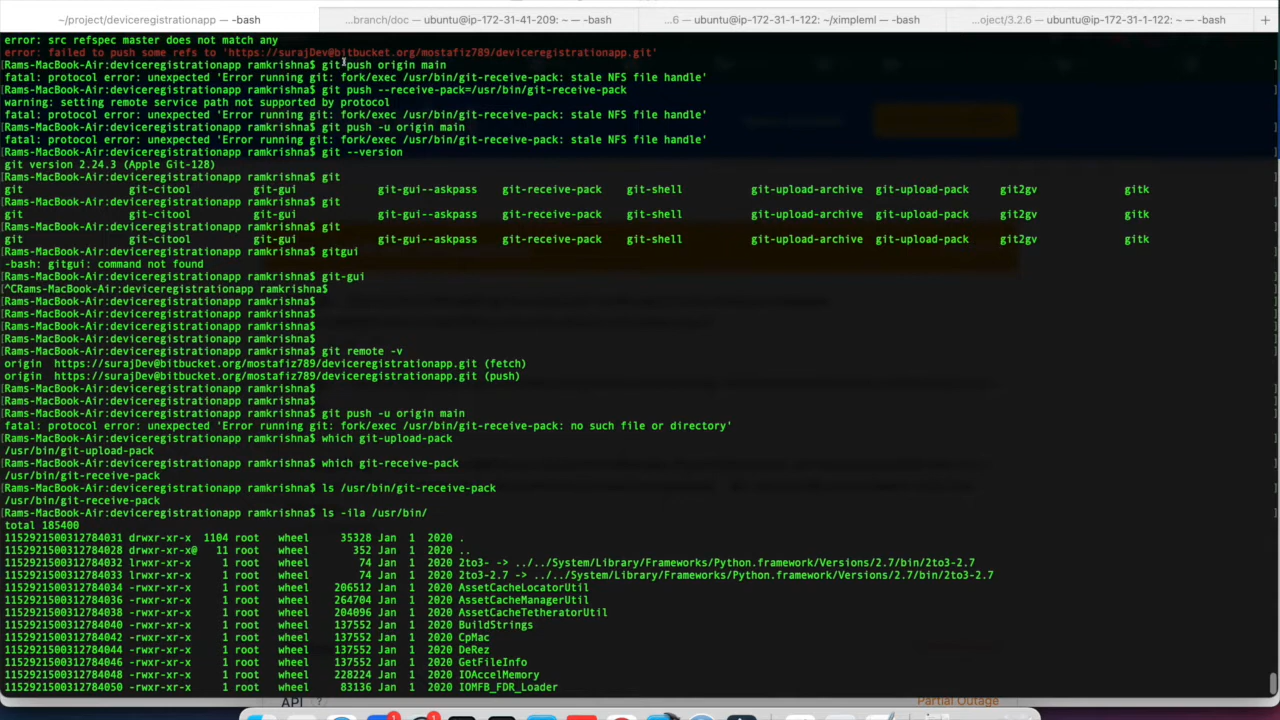 ~/project/deviceregistrationapp — -bash
...branch/doc — ubuntu@ip-172-31-41-209: ~ — -bash
...6 — ubuntu@ip-172-31-1-122: ~/ximpleml — -bash
...oject/3.2.6 — ubuntu@ip-172-31-1-122: ~ — -bash
+
error: src refspec master does not match any
error: failed to push some refs to 'https://surajDev@bitbucket.org/mostafiz789/deviceregistrationapp.git'
[Rams-MacBook-Air:deviceregistrationapp ramkrishna$ git push origin main
fatal: protocol error: unexpected 'Error running git: fork/exec /usr/bin/git-receive-pack: stale NFS file handle'
[Rams-MacBook-Air:deviceregistrationapp ramkrishna$ git push --receive-pack=/usr/bin/git-receive-pack
warning: setting remote service path not supported by protocol
fatal: protocol error: unexpected 'Error running git: fork/exec /usr/bin/git-receive-pack: stale NFS file handle'
[Rams-MacBook-Air:deviceregistrationapp ramkrishna$ git push -u origin main
fatal: protocol error: unexpected 'Error running git: fork/exec /usr/bin/git-receive-pack: stale NFS file handle'
[Rams-MacBook-Air:deviceregistrationapp ramkrishna$ git --version
git version 2.24.3 (Apple Git-128)
[Rams-MacBook-Air:deviceregistrationapp ramkrishna$ git
git git-citool git-gui git-gui--askpass git-receive-pack git-shell git-upload-archive git-upload-pack git2gv gitk
[Rams-MacBook-Air:deviceregistrationapp ramkrishna$ git
git git-citool git-gui git-gui--askpass git-receive-pack git-shell git-upload-archive git-upload-pack git2gv gitk
[Rams-MacBook-Air:deviceregistrationapp ramkrishna$ git
git git-citool git-gui git-gui--askpass git-receive-pack git-shell git-upload-archive git-upload-pack git2gv gitk
[Rams-MacBook-Air:deviceregistrationapp ramkrishna$ gitgui
-bash: gitgui: command not found
[Rams-MacBook-Air:deviceregistrationapp ramkrishna$ git-gui
[^CRams-MacBook-Air:deviceregistrationapp ramkrishna$
[Rams-MacBook-Air:deviceregistrationapp ramkrishna$
[Rams-MacBook-Air:deviceregistrationapp ramkrishna$
[Rams-MacBook-Air:deviceregistrationapp ramkrishna$
[Rams-MacBook-Air:deviceregistrationapp ramkrishna$
[Rams-MacBook-Air:deviceregistrationapp ramkrishna$ git remote -v
origin https://surajDev@bitbucket.org/mostafiz789/deviceregistrationapp.git (fetch)
origin https://surajDev@bitbucket.org/mostafiz789/deviceregistrationapp.git (push)
[Rams-MacBook-Air:deviceregistrationapp ramkrishna$
[Rams-MacBook-Air:deviceregistrationapp ramkrishna$
[Rams-MacBook-Air:deviceregistrationapp ramkrishna$ git push -u origin main
fatal: protocol error: unexpected 'Error running git: fork/exec /usr/bin/git-receive-pack: no such file or directory'
[Rams-MacBook-Air:deviceregistrationapp ramkrishna$ which git-upload-pack
/usr/bin/git-upload-pack
[Rams-MacBook-Air:deviceregistrationapp ramkrishna$ which git-receive-pack
/usr/bin/git-receive-pack
[Rams-MacBook-Air:deviceregistrationapp ramkrishna$ ls /usr/bin/git-receive-pack
/usr/bin/git-receive-pack
[Rams-MacBook-Air:deviceregistrationapp ramkrishna$ ls -ila /usr/bin/
total 185400
1152921500312784031 drwxr-xr-x 1104 root wheel 35328 Jan 1 2020 .
1152921500312784028 drwxr-xr-x@ 11 root wheel 352 Jan 1 2020 ..
1152921500312784032 lrwxr-xr-x 1 root wheel 74 Jan 1 2020 2to3- -> ../../System/Library/Frameworks/Python.framework/Versions/2.7/bin/2to3-2.7
1152921500312784033 lrwxr-xr-x 1 root wheel 74 Jan 1 2020 2to3-2.7 -> ../../System/Library/Frameworks/Python.framework/Versions/2.7/bin/2to3-2.7
1152921500312784034 -rwxr-xr-x 1 root wheel 206512 Jan 1 2020 AssetCacheLocatorUtil
1152921500312784036 -rwxr-xr-x 1 root wheel 264704 Jan 1 2020 AssetCacheManagerUtil
1152921500312784038 -rwxr-xr-x 1 root wheel 204096 Jan 1 2020 AssetCacheTetheratorUtil
1152921500312784040 -rwxr-xr-x 1 root wheel 137552 Jan 1 2020 BuildStrings
1152921500312784042 -rwxr-xr-x 1 root wheel 137552 Jan 1 2020 CpMac
1152921500312784044 -rwxr-xr-x 1 root wheel 137552 Jan 1 2020 DeRez
1152921500312784046 -rwxr-xr-x 1 root wheel 137552 Jan 1 2020 GetFileInfo
1152921500312784048 -rwxr-xr-x 1 root wheel 228224 Jan 1 2020 IOAccelMemory
1152921500312784050 -rwxr-xr-x 1 root wheel 83136 Jan 1 2020 IOMFB_FDR_Loader
API ?
Partial Outage